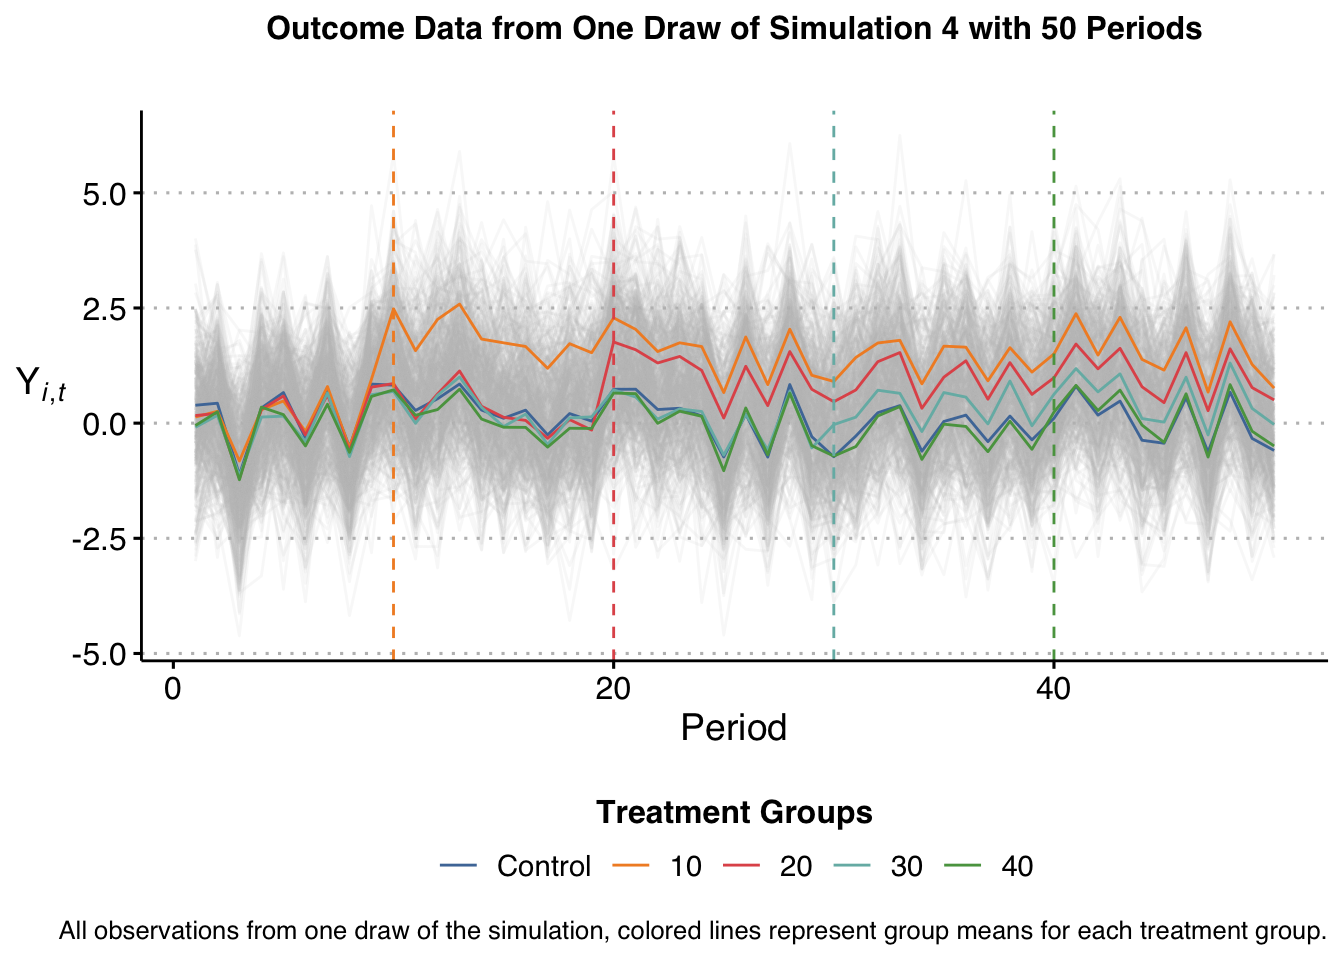 Outcome Data from One Draw of Simulation 4 with 50 Periods
5.0
2.5
0.0
-2.5
-5.0
Y i,t
0 20 40
Period
Treatment Groups
Control 10 20 30 40
All observations from one draw of the simulation, colored lines represent group means for each treatment group.